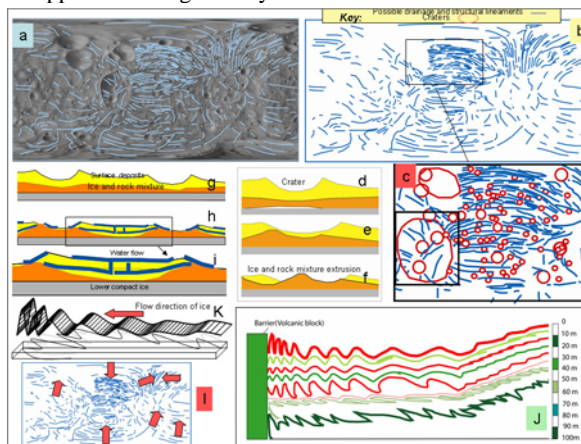 Possible drainage and structural lineaments
Key:
Craters
a
b
g
Surface deposits
Ice and rock mixture
h
Water flow
i
Lower compact ice
d
Crater
e
Ice and rock mixture extrusion
f
c
K
Flow direction of ice
l
Barrier(Volcanic block)
J
0
10 m
20 m
30 m
40 m
50 m
60 m
70 m
80 m
90 m
100m